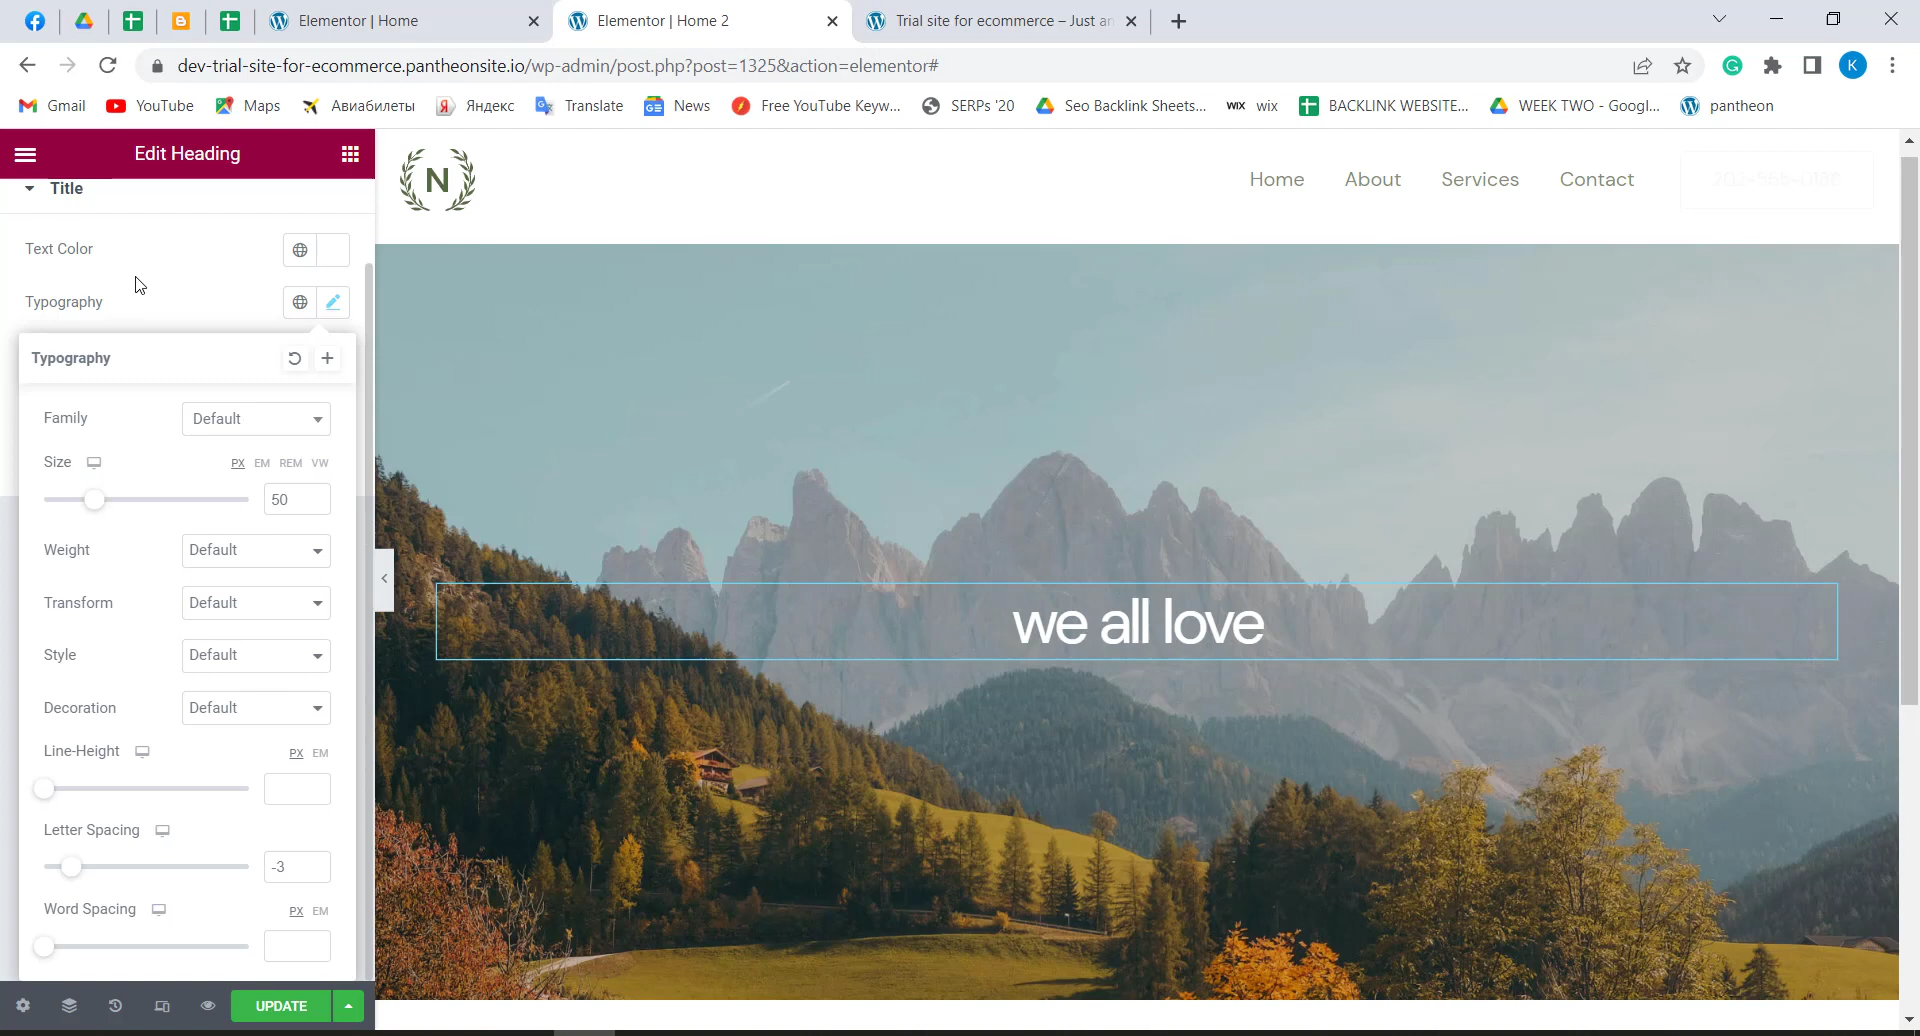 Elementor | Home
Elementor | Home 2
Trial site for ecommerce – Just an
dev-trial-site-for-ecommerce.pantheonsite.io/wp-admin/post.php?post=1325&action=elementor#
G
K
Gmail
YouTube
Maps
Авиабилеты
Яндекс
Translate
News
Free YouTube Keyw...
SERPs '20
Seo Backlink Sheets...
WIX wix
BACKLINK WEBSITE...
WEEK TWO - Googl...
pantheon
Edit Heading
N
Home
About
Services
Contact
Title
Text Color
Typography
Typography
Family
Default
Size
PX EM REM VW
50
Weight
Default
Transform
Default
Style
Default
Decoration
Default
Line-Height
PX EM
Letter Spacing
-3
Word Spacing
PX EM
UPDATE
we all love